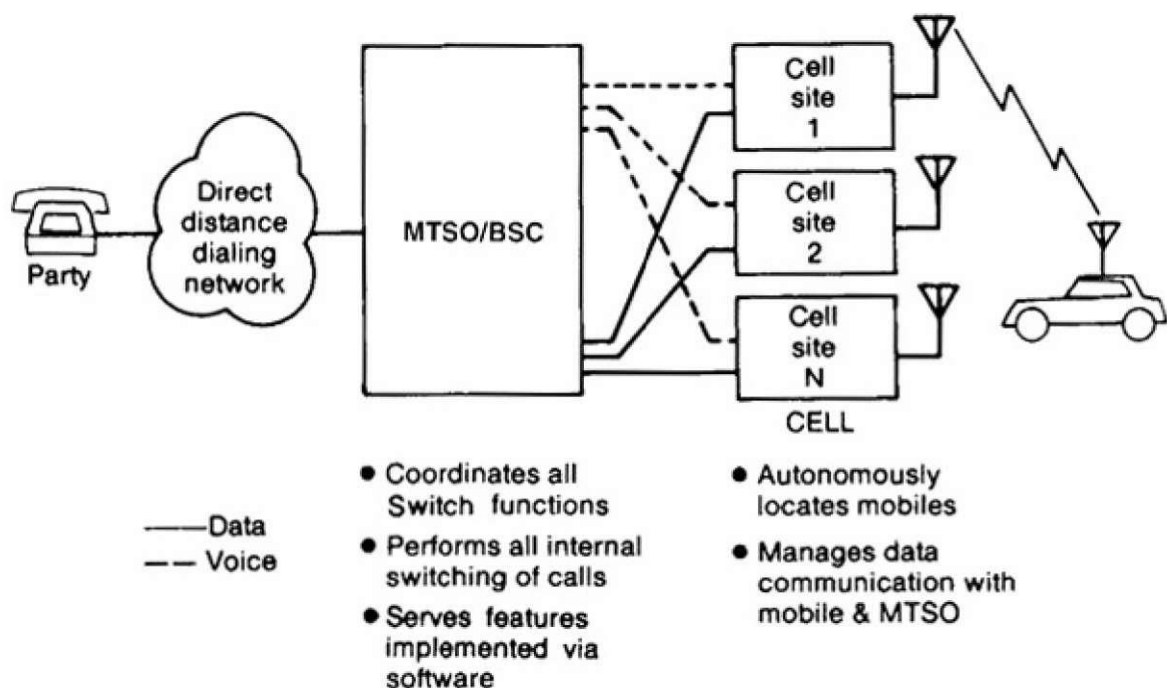 Party
Direct
distance
dialing
network
MTSO/BSC
Cell
site
1
Cell
site
2
Cell
site
N
CELL
Data
Voice
● Coordinates all
Switch functions
● Performs all internal
switching of calls
● Serves features
implemented via
software
● Autonomously
locates mobiles
● Manages data
communication with
mobile & MTSO